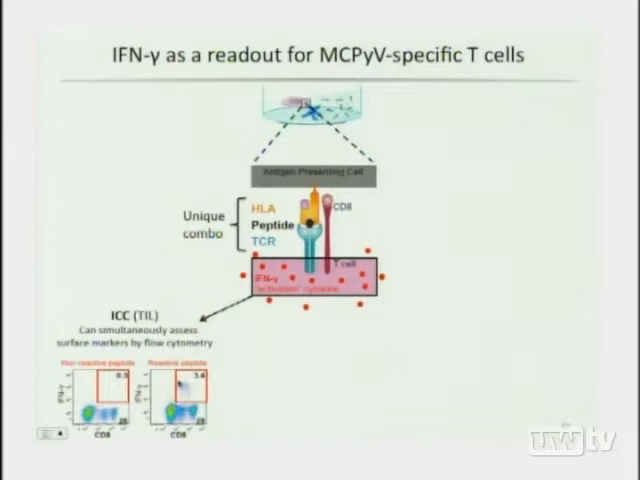 IFN-γ as a readout for MCPyV-specific T cells
Antigen Presenting Cell
Unique
combo
HLA
Peptide
TCR
CD8
T cell
IFN-γ
"activation" cytokine
ICC (TIL)
Can simultaneously assess
surface markers by flow cytometry
Non-reactive peptide
Reactive peptide
0.3
3.4
IFN-γ
IFN-γ
CD8
CD8
uwtv